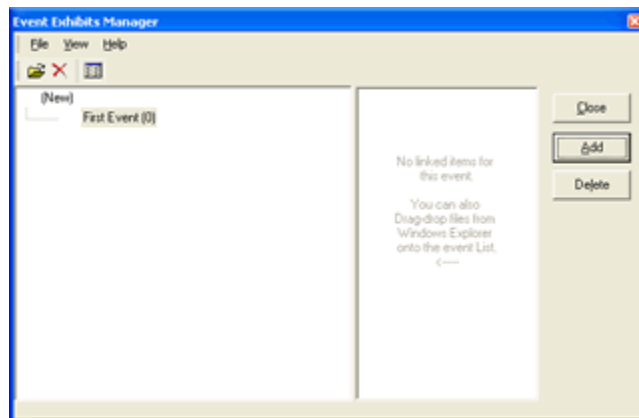 Event Exhibits Manager
File View Help
(New)
First Event (0)
No linked items for
this event.
You can also
Drag-drop files from
Windows Explorer
onto the event List.
<----
Close
Add
Delete